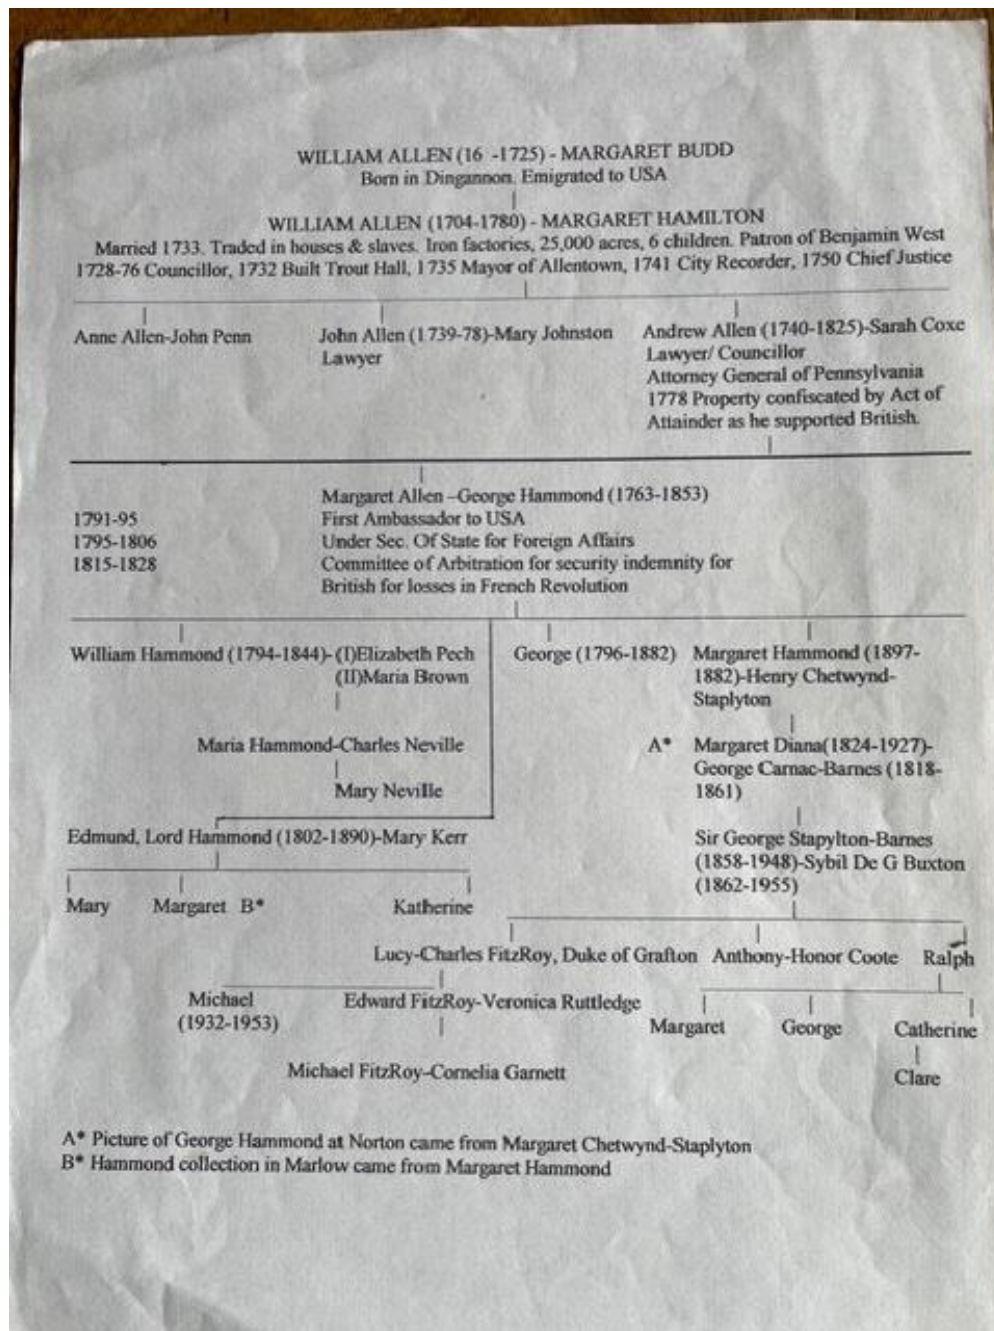 WILLIAM ALLEN (16 -1725) - MARGARET BUDD
Born in Dingannon. Emigrated to USA
WILLIAM ALLEN (1704-1780) - MARGARET HAMILTON
Married 1733. Traded in houses & slaves. Iron factories, 25,000 acres, 6 children. Patron of Benjamin West
1728-76 Councillor, 1732 Built Trout Hall, 1735 Mayor of Allentown, 1741 City Recorder, 1750 Chief Justice
Anne Allen-John Penn
John Allen (1739-78)-Mary Johnston
Lawyer
Andrew Allen (1740-1825)-Sarah Coxe
Lawyer/ Councillor
Attorney General of Pennsylvania
1778 Property confiscated by Act of
Attainder as he supported British.
Margaret Allen –George Hammond (1763-1853)
1791-95 First Ambassador to USA
1795-1806 Under Sec. Of State for Foreign Affairs
1815-1828 Committee of Arbitration for security indemnity for
British for losses in French Revolution
William Hammond (1794-1844)- (I)Elizabeth Pech
(II)Maria Brown
George (1796-1882)
Margaret Hammond (1897-
1882)-Henry Chetwynd-
Staplyton
Maria Hammond-Charles Neville
Mary Neville
A* Margaret Diana(1824-1927)-
George Carnac-Barnes (1818-
1861)
Edmund, Lord Hammond (1802-1890)-Mary Kerr
Sir George Stapylton-Barnes
(1858-1948)-Sybil De G Buxton
(1862-1955)
Mary Margaret B* Katherine
Lucy-Charles FitzRoy, Duke of Grafton Anthony-Honor Coote Ralph
Michael
(1932-1953)
Edward FitzRoy-Veronica Ruttledge
Margaret George Catherine
Michael FitzRoy-Cornelia Garnett
Clare
A* Picture of George Hammond at Norton came from Margaret Chetwynd-Staplyton
B* Hammond collection in Marlow came from Margaret Hammond